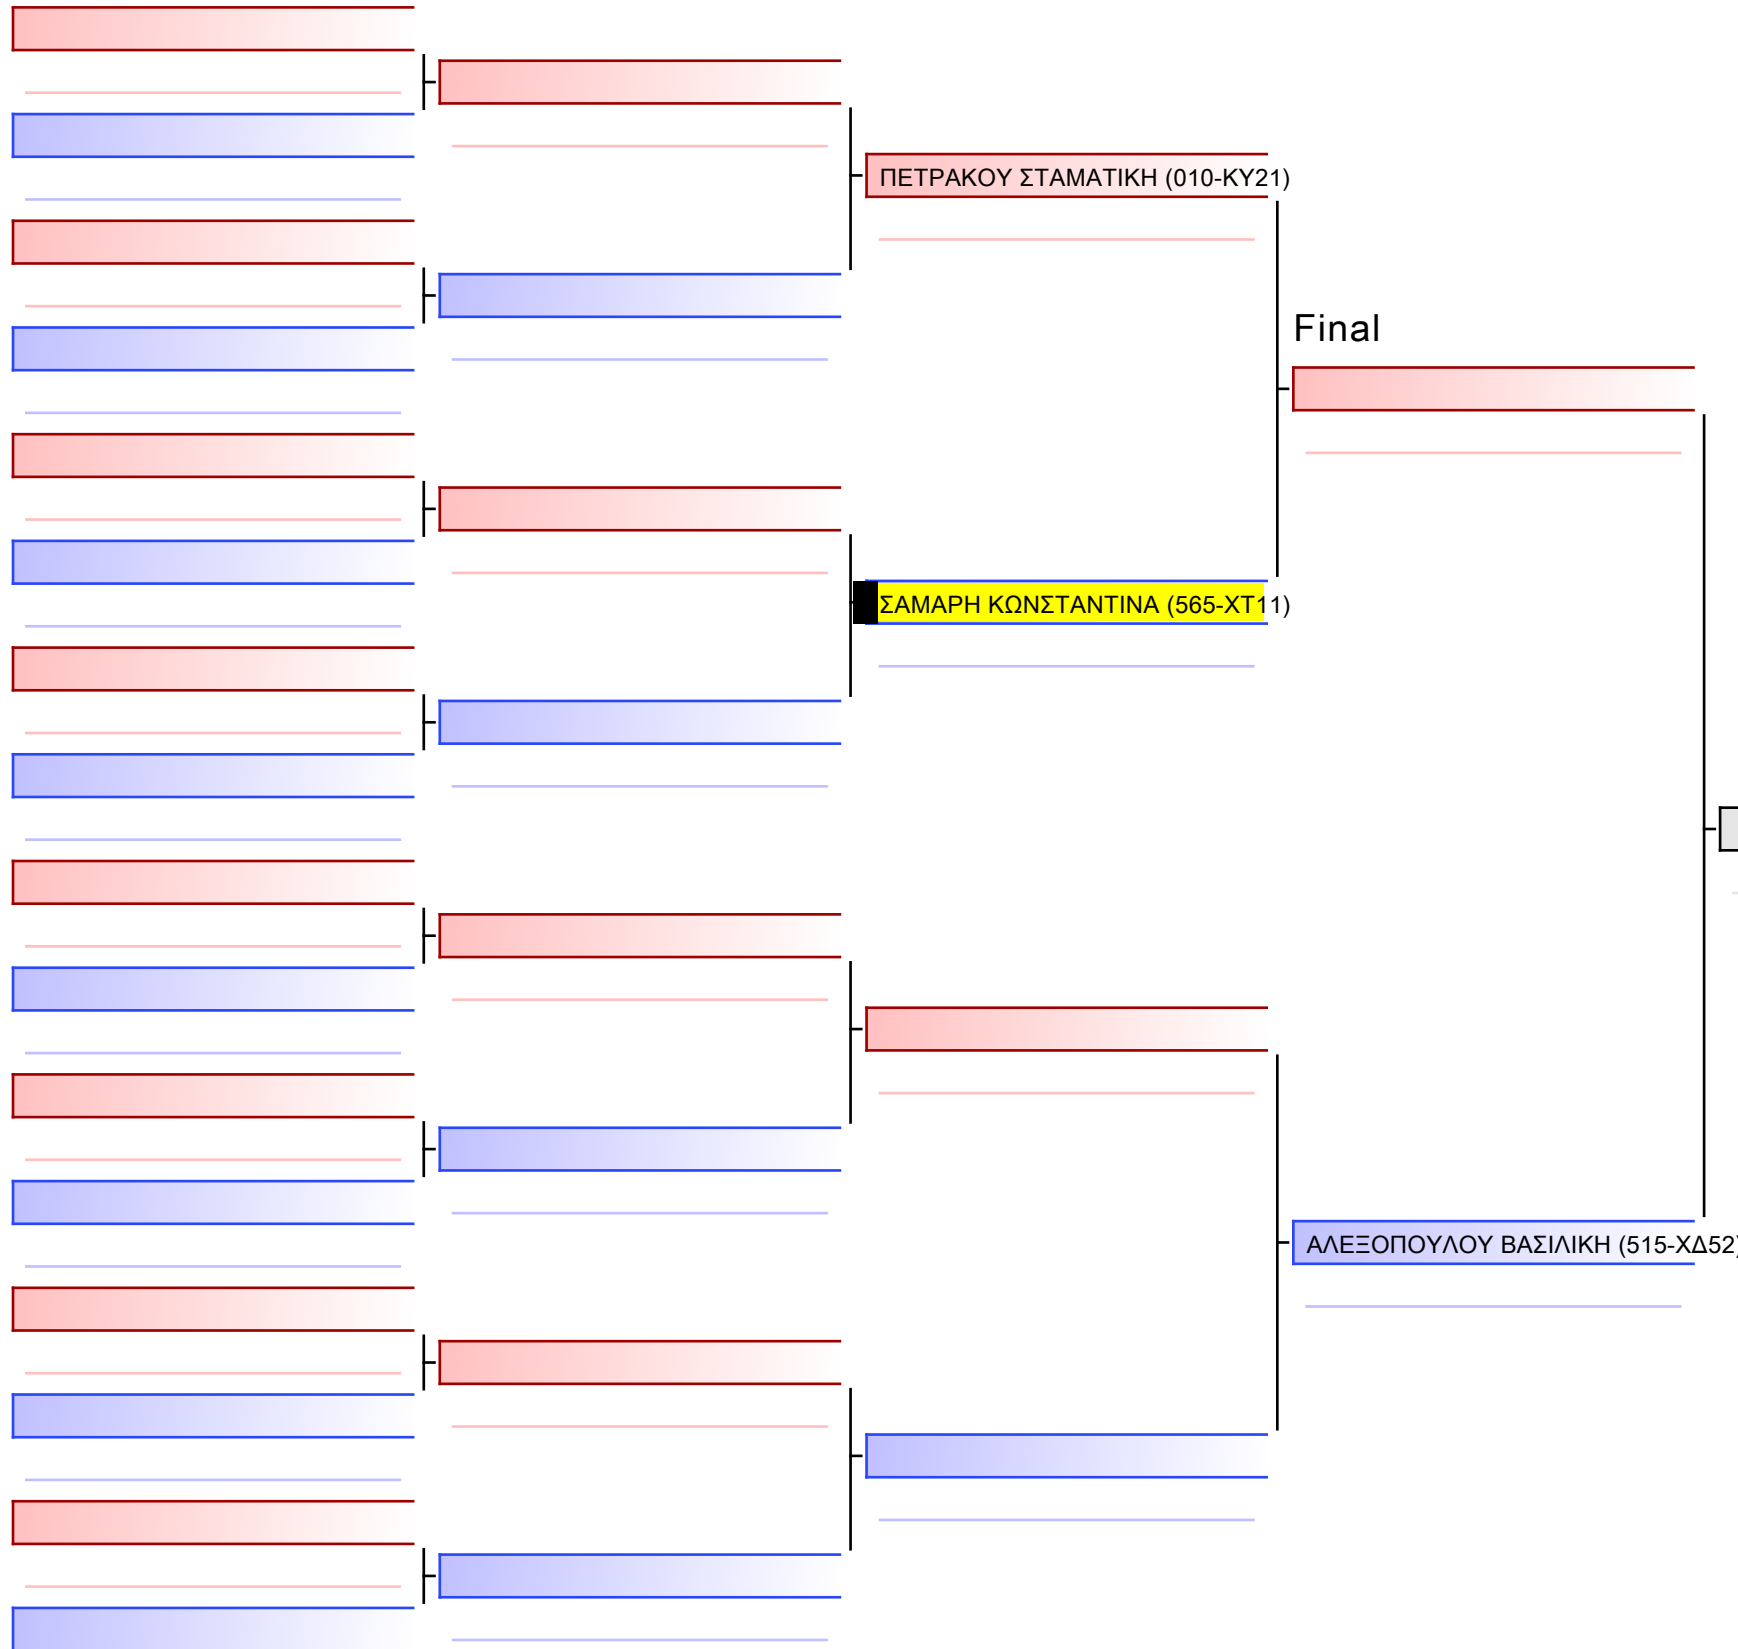 ΠΕΤΡΑΚΟΥ ΣΤΑΜΑΤΙΚΗ (010-ΚΥ21)
Final
ΣΑΜΑΡΗ ΚΩΝΣΤΑΝΤΙΝΑ (565-ΧΤ11)
ΑΛΕΞΟΠΟΥΛΟΥ ΒΑΣΙΛΙΚΗ (515-ΧΔ52)